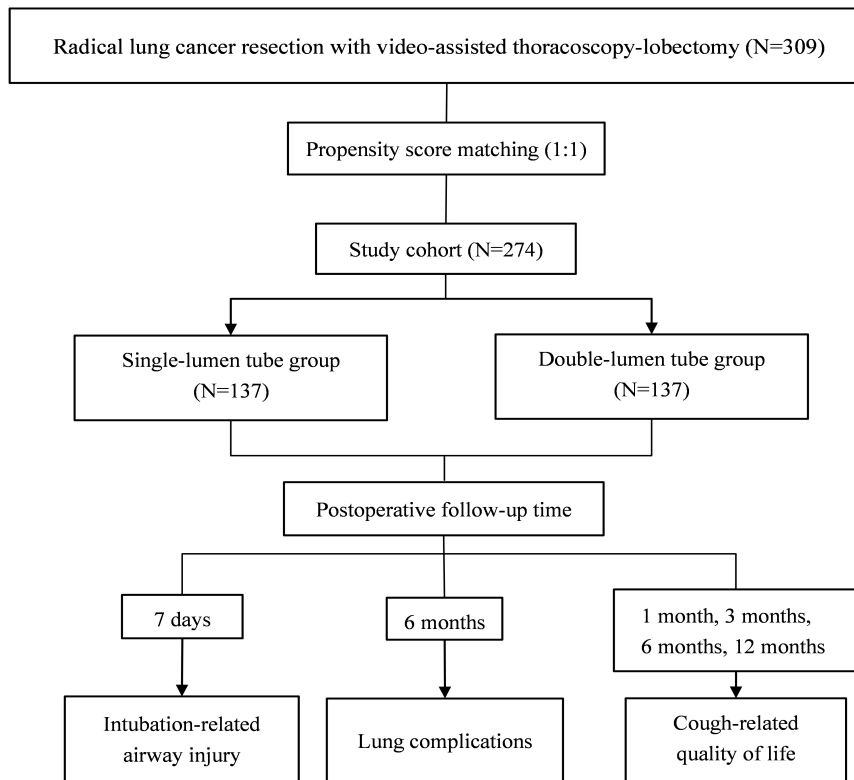 Radical lung cancer resection with video-assisted thoracoscopy-lobectomy (N=309)
Propensity score matching (1:1)
Study cohort (N=274)
Single-lumen tube group
(N=137)
Double-lumen tube group
(N=137)
Postoperative follow-up time
7 days
6 months
1 month, 3 months,
6 months, 12 months
Intubation-related
airway injury
Lung complications
Cough-related
quality of life